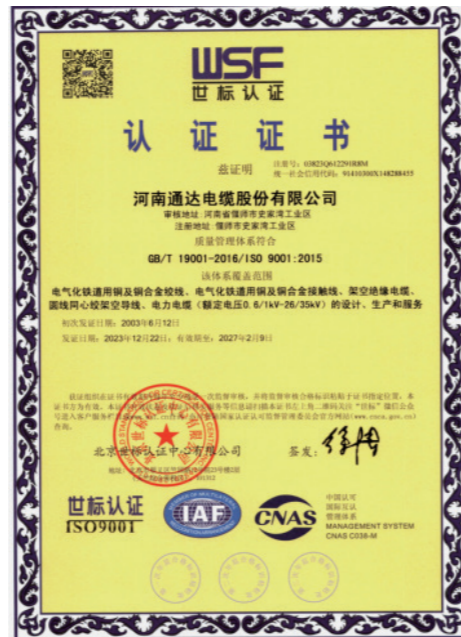 WSF
世标认证
认证证书
兹证明
注册号：03823Q612291R8M
统一社会信用代码：91410300X148288455
河南通达电缆股份有限公司
审核地址：河南省偃师市史家湾工业区
注册地址：偃师市史家湾工业区
质量管理体系符合
GB/T 19001-2016/ISO 9001:2015
该体系覆盖范围
电气化铁道用铜及铜合金绞线、电气化铁道用铜及铜合金接触线、架空绝缘电缆、
圆线同心绞架空导线、电力电缆（额定电压0.6/1kV-26/35kV）的设计、生产和服务
初次发证日期：2003年6月12日
发证日期：2023年12月22日；有效期至：2027年2月9日
北京世标认证中心有限公司
签发：
世标认证
ISO9001
IAF
CNAS
中国认可
国际互认
管理体系
MANAGEMENT SYSTEM
CNAS C038-M